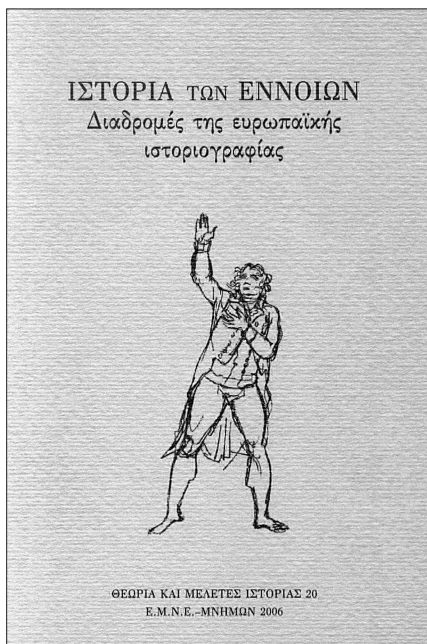 ΙΣΤΟΡΙΑ ΤΩΝ ΕΝΝΟΙΩΝ
Διαδρομές της ευρωπαϊκής
ιστοριογραφίας
ΘΕΩΡΙΑ ΚΑΙ ΜΕΛΕΤΕΣ ΙΣΤΟΡΙΑΣ 20
Ε.Μ.Ν.Ε.–ΜΝΗΜΩΝ 2006